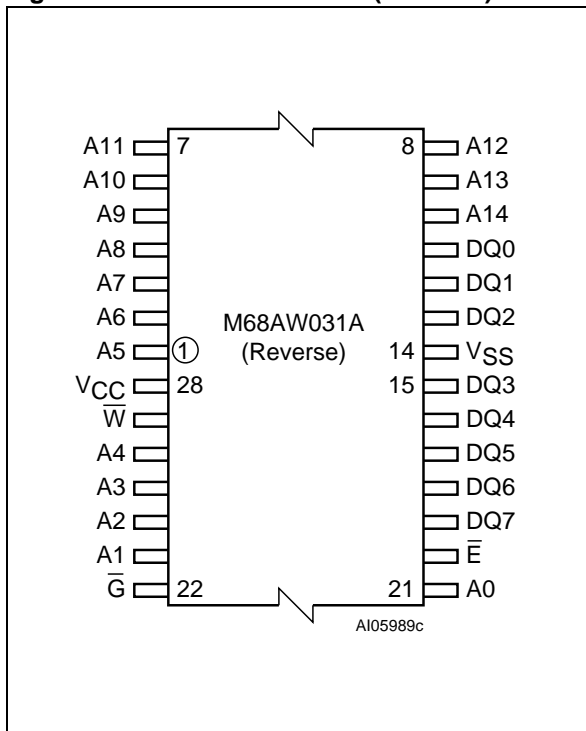 A11 7 8 A12
A10 A13
A9 A14
A8 DQ0
A7 DQ1
A6 DQ2
M68AW031A
A5 1 (Reverse) 14 VSS
VCC 28 15 DQ3
W̅ DQ4
A4 DQ5
A3 DQ6
A2 DQ7
A1 E̅
G̅ 22 21 A0
AI05989c